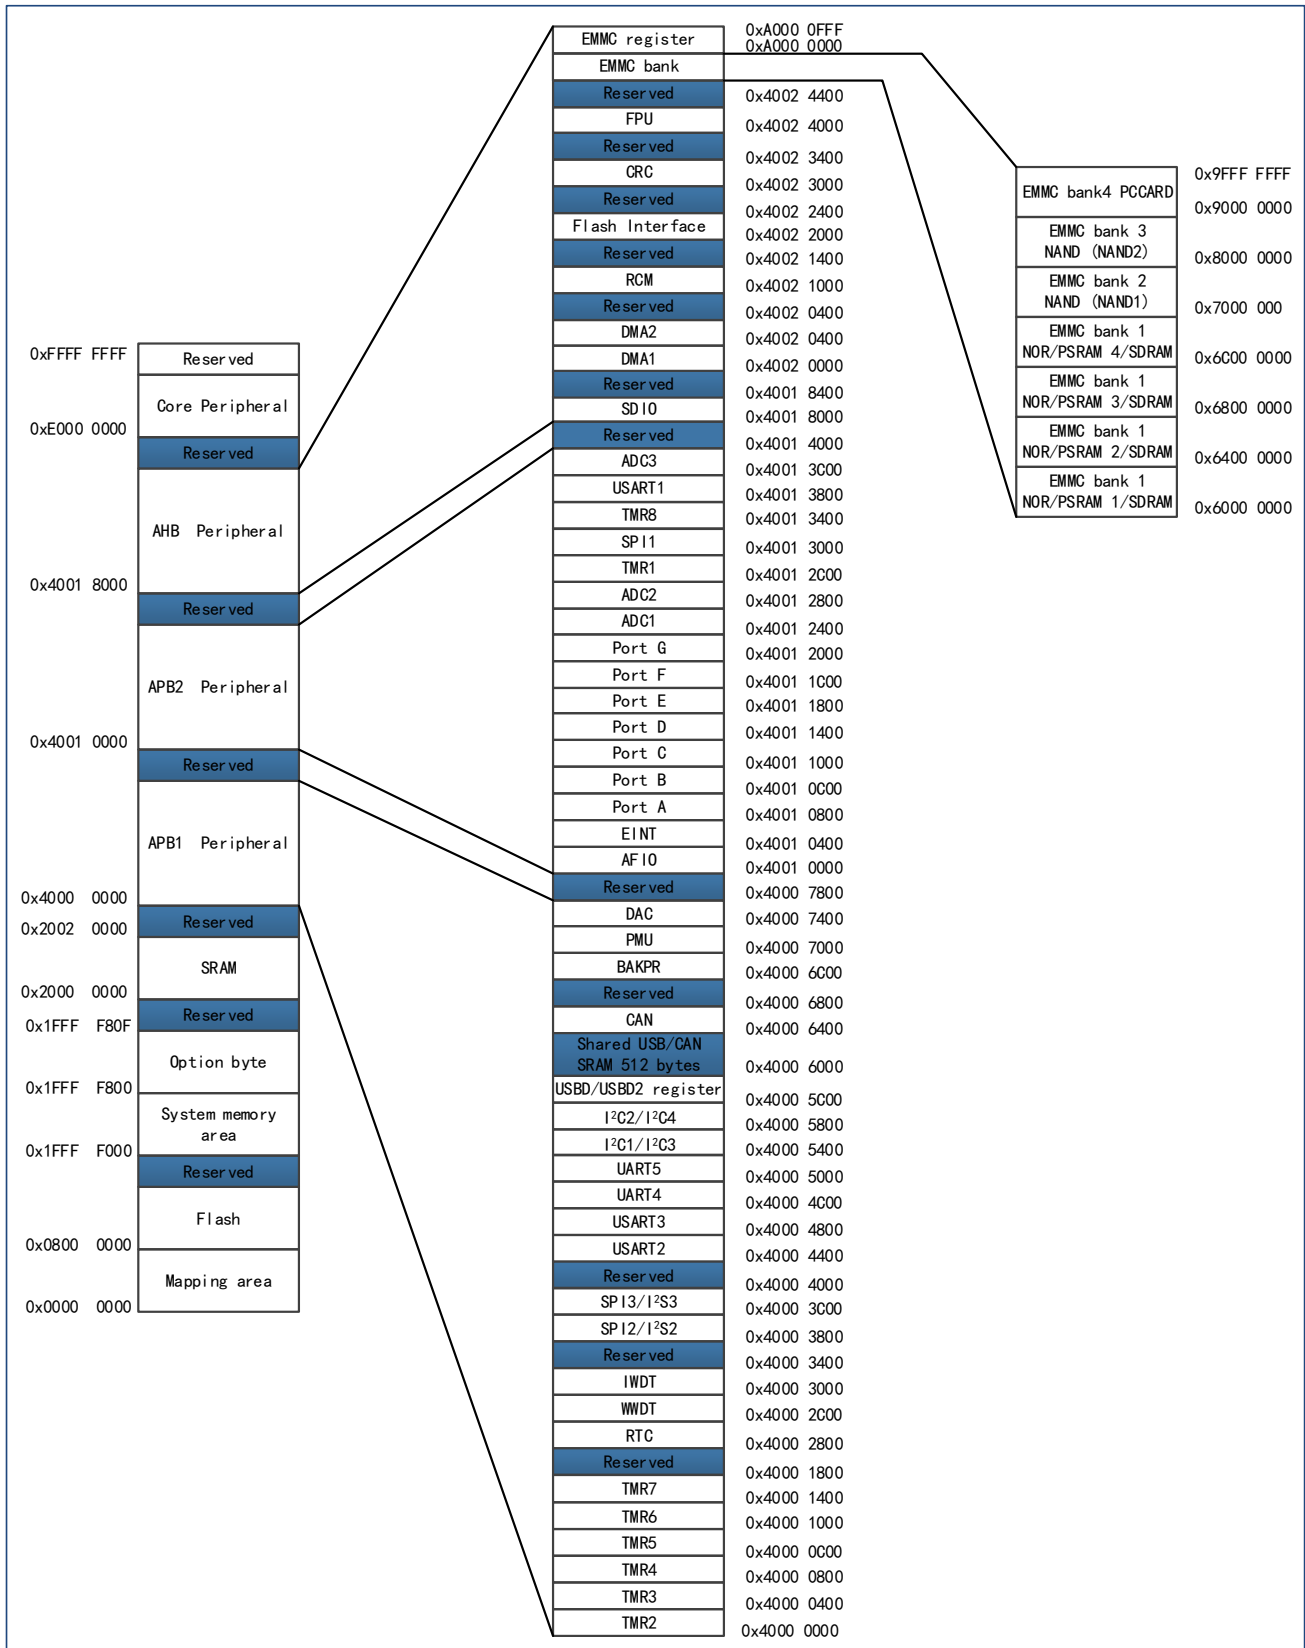 0xFFFF FFFF
Reserved
Core Peripheral
0xE000 0000
Reserved
AHB Peripheral
0x4001 8000
Reserved
APB2 Peripheral
0x4001 0000
Reserved
APB1 Peripheral
0x4000 0000
Reserved
0x2002 0000
SRAM
0x2000 0000
Reserved
0x1FFF F80F
Option byte
0x1FFF F800
System memory
area
0x1FFF F000
Reserved
Flash
0x0800 0000
Mapping area
0x0000 0000
0xA000 0FFF
EMMC register
0xA000 0000
EMMC bank
Reserved
0x4002 4400
FPU
0x4002 4000
Reserved
0x4002 3400
CRC
0x4002 3000
Reserved
0x4002 2400
Flash Interface
0x4002 2000
Reserved
0x4002 1400
RCM
0x4002 1000
Reserved
0x4002 0400
DMA2
0x4002 0400
DMA1
0x4002 0000
Reserved
0x4001 8400
SDIO
0x4001 8000
Reserved
0x4001 4000
ADC3
0x4001 3C00
USART1
0x4001 3800
TMR8
0x4001 3400
SPI1
0x4001 3000
TMR1
0x4001 2C00
ADC2
0x4001 2800
ADC1
0x4001 2400
Port G
0x4001 2000
Port F
0x4001 1C00
Port E
0x4001 1800
Port D
0x4001 1400
Port C
0x4001 1000
Port B
0x4001 0C00
Port A
0x4001 0800
EINT
0x4001 0400
AFIO
0x4001 0000
Reserved
0x4000 7800
DAC
0x4000 7400
PMU
0x4000 7000
BAKPR
0x4000 6C00
Reserved
0x4000 6800
CAN
0x4000 6400
Shared USB/CAN
SRAM 512 bytes
0x4000 6000
USBD/USBD2 register
0x4000 5C00
I²C2/I²C4
0x4000 5800
I²C1/I²C3
0x4000 5400
UART5
0x4000 5000
UART4
0x4000 4C00
USART3
0x4000 4800
USART2
0x4000 4400
Reserved
0x4000 4000
SPI3/I²S3
0x4000 3C00
SPI2/I²S2
0x4000 3800
Reserved
0x4000 3400
IWDT
0x4000 3000
WWDT
0x4000 2C00
RTC
0x4000 2800
Reserved
0x4000 1800
TMR7
0x4000 1400
TMR6
0x4000 1000
TMR5
0x4000 0C00
TMR4
0x4000 0800
TMR3
0x4000 0400
TMR2
0x4000 0000
0x9FFF FFFF
EMMC bank4 PCCARD
0x9000 0000
EMMC bank 3
NAND (NAND2)
0x8000 0000
EMMC bank 2
NAND (NAND1)
0x7000 000
EMMC bank 1
NOR/PSRAM 4/SDRAM
0x6C00 0000
EMMC bank 1
NOR/PSRAM 3/SDRAM
0x6800 0000
EMMC bank 1
NOR/PSRAM 2/SDRAM
0x6400 0000
EMMC bank 1
NOR/PSRAM 1/SDRAM
0x6000 0000